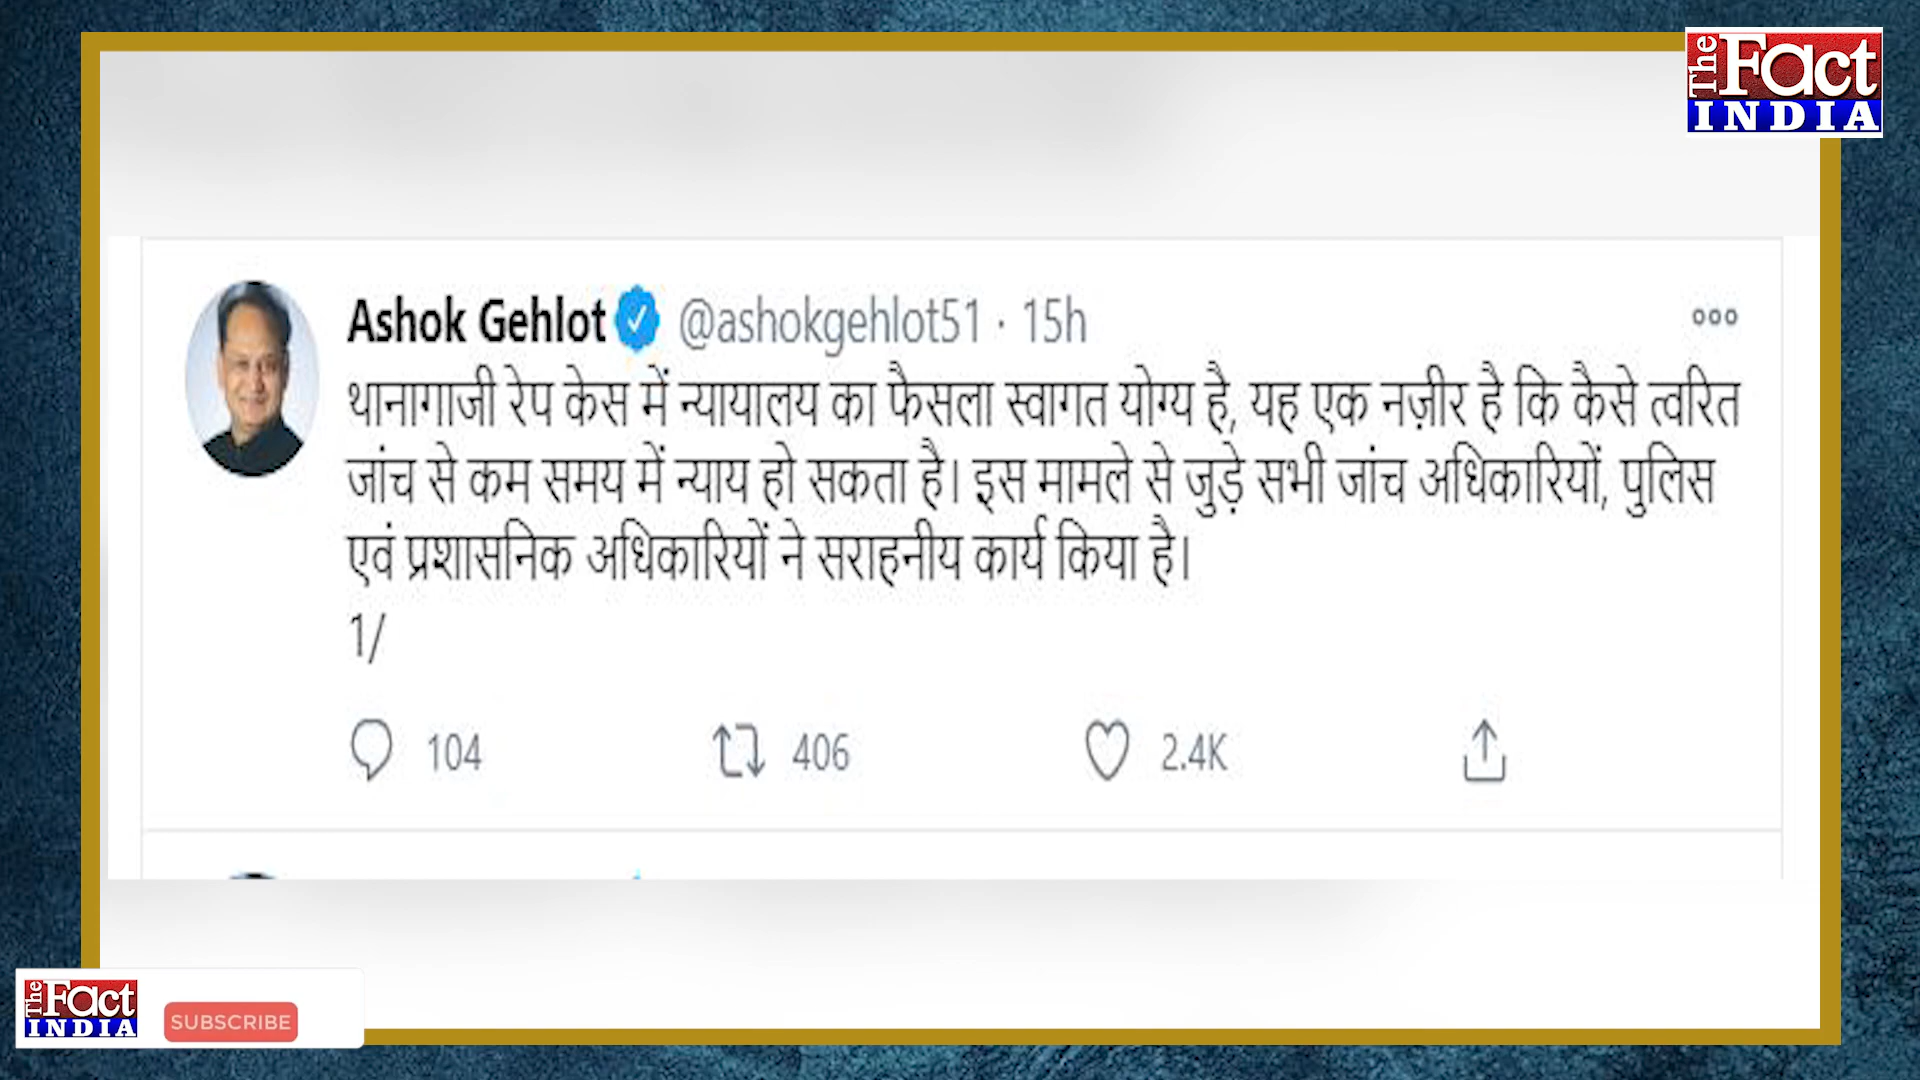 The Fact
INDIA
Ashok Gehlot @ashokgehlot51 · 15h
थानागाजी रेप केस में न्यायालय का फैसला स्वागत योग्य है, यह एक नज़ीर है कि कैसे त्वरित
जांच से कम समय में न्याय हो सकता है। इस मामले से जुड़े सभी जांच अधिकारियों, पुलिस
एवं प्रशासनिक अधिकारियों ने सराहनीय कार्य किया है।
1/
104 406 2.4K
The Fact
INDIA
SUBSCRIBE